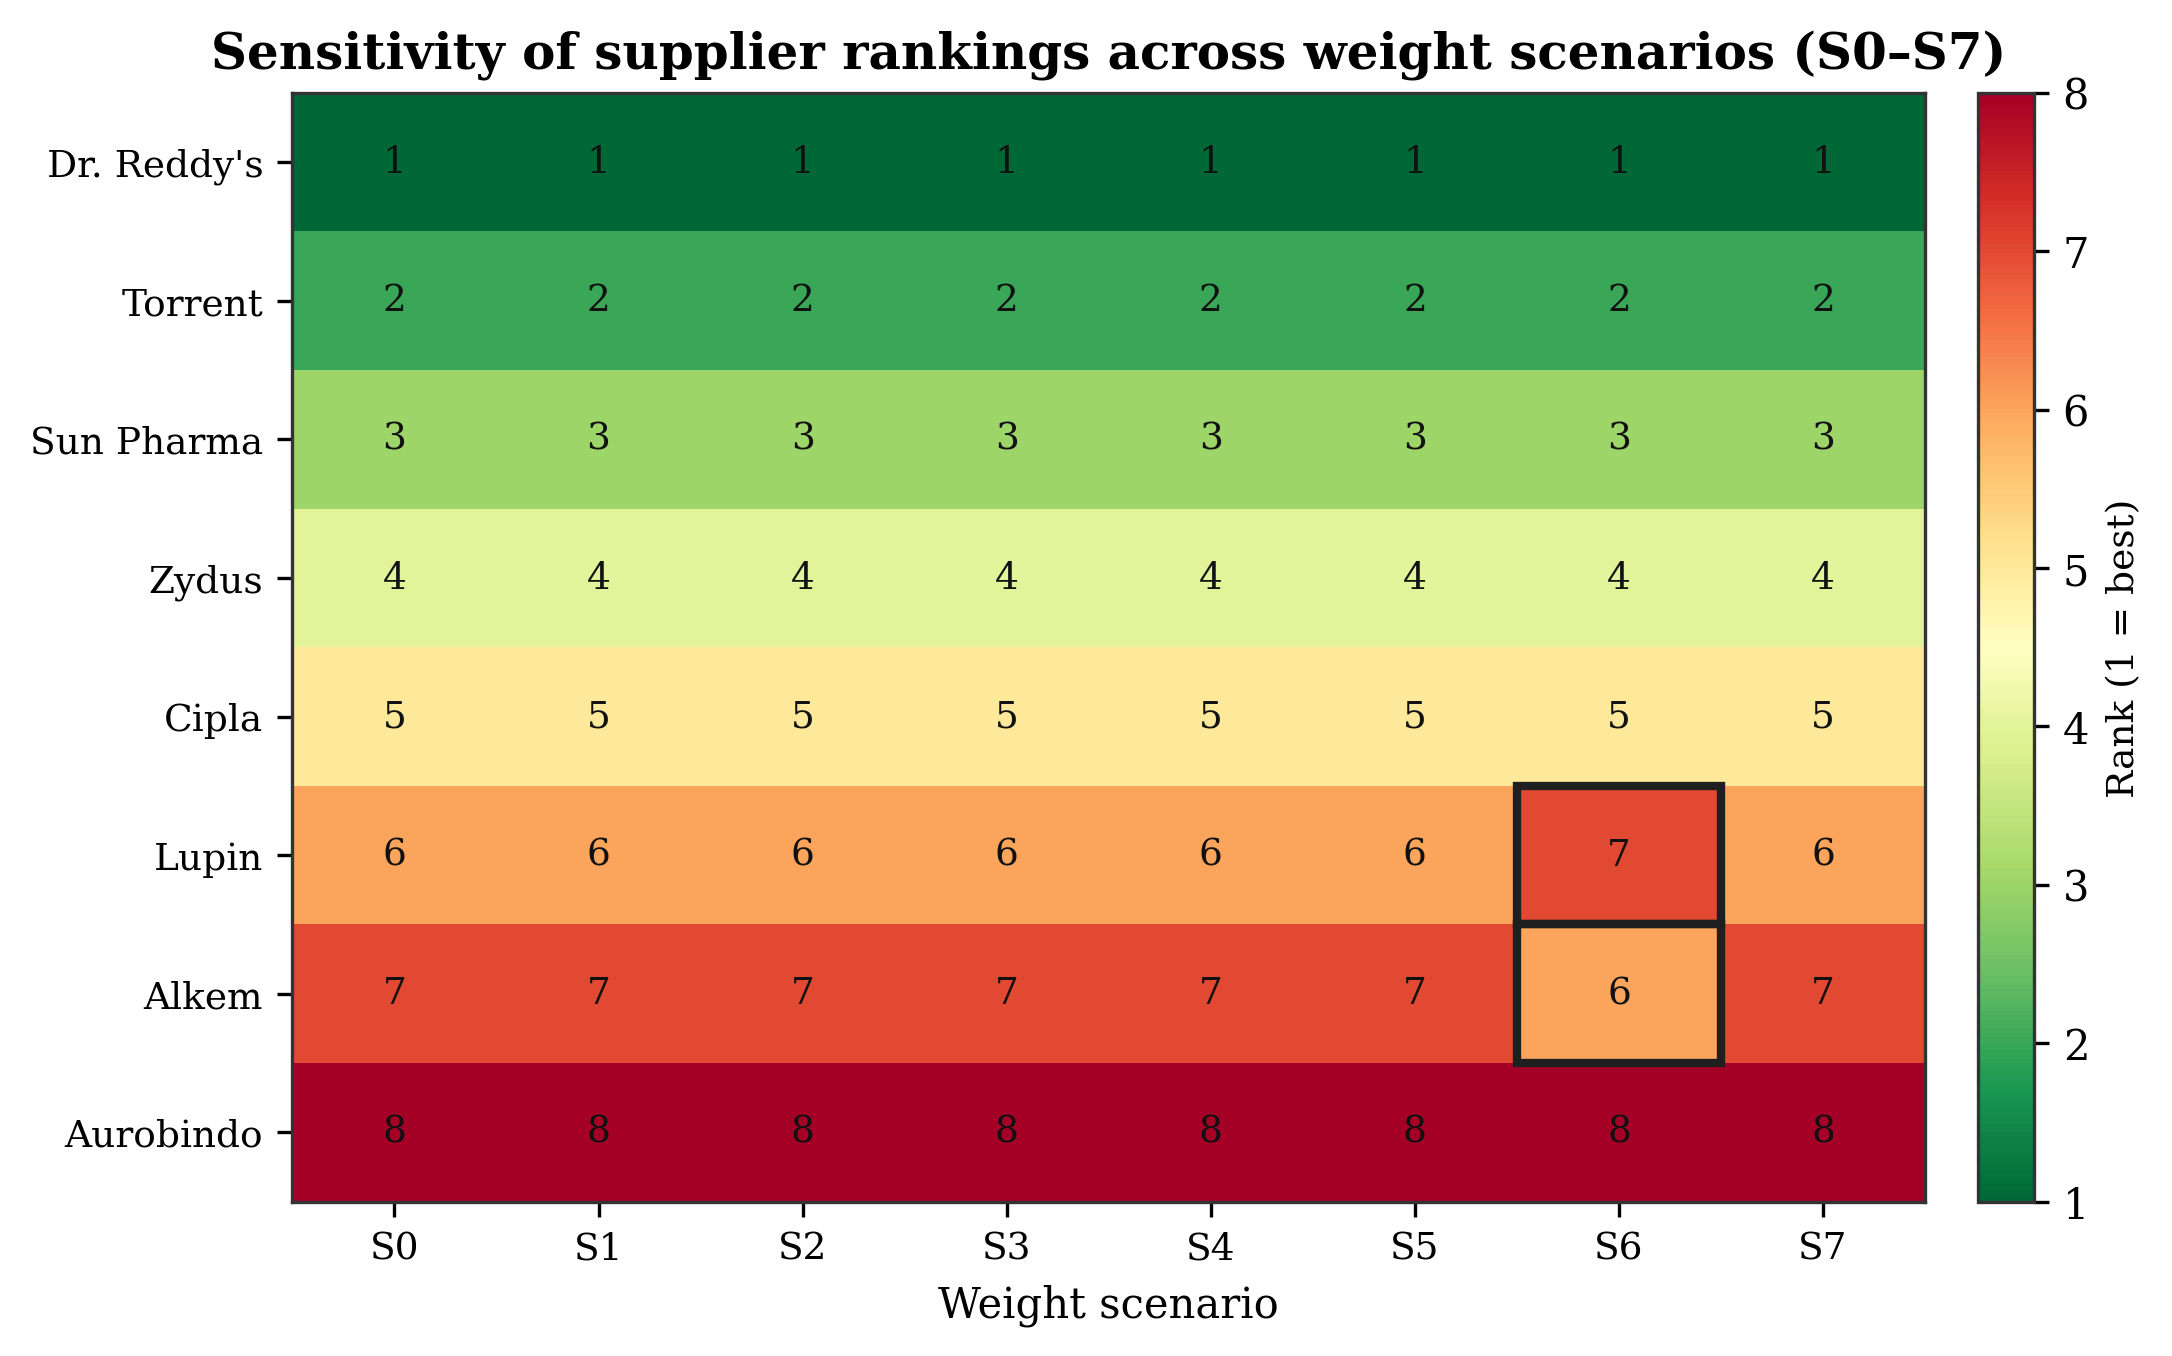 Sensitivity of supplier rankings across weight scenarios (S0–S7)
Dr. Reddy's 1 1 1 1 1 1 1 1
Torrent 2 2 2 2 2 2 2 2
Sun Pharma 3 3 3 3 3 3 3 3
Zydus 4 4 4 4 4 4 4 4
Cipla 5 5 5 5 5 5 5 5
Lupin 6 6 6 6 6 6 7 6
Alkem 7 7 7 7 7 7 6 7
Aurobindo 8 8 8 8 8 8 8 8
S0 S1 S2 S3 S4 S5 S6 S7
Weight scenario
8
7
6
5
4
3
2
1
Rank (1 = best)